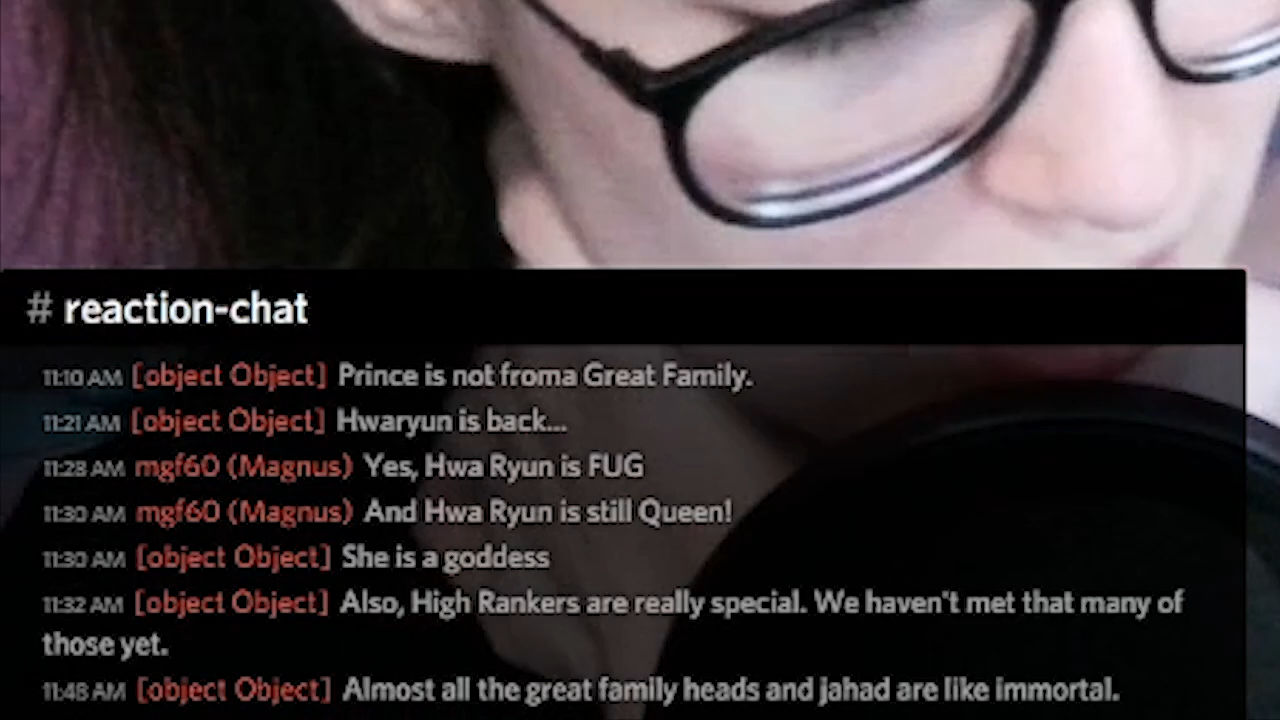 # reaction-chat
11:10 AM [object Object] Prince is not froma Great Family.
11:21 AM [object Object] Hwaryun is back...
11:28 AM mgf60 (Magnus) Yes, Hwa Ryun is FUG
11:30 AM mgf60 (Magnus) And Hwa Ryun is still Queen!
11:30 AM [object Object] She is a goddess
11:32 AM [object Object] Also, High Rankers are really special. We haven't met that many of
those yet.
11:48 AM [object Object] Almost all the great family heads and jahad are like immortal.